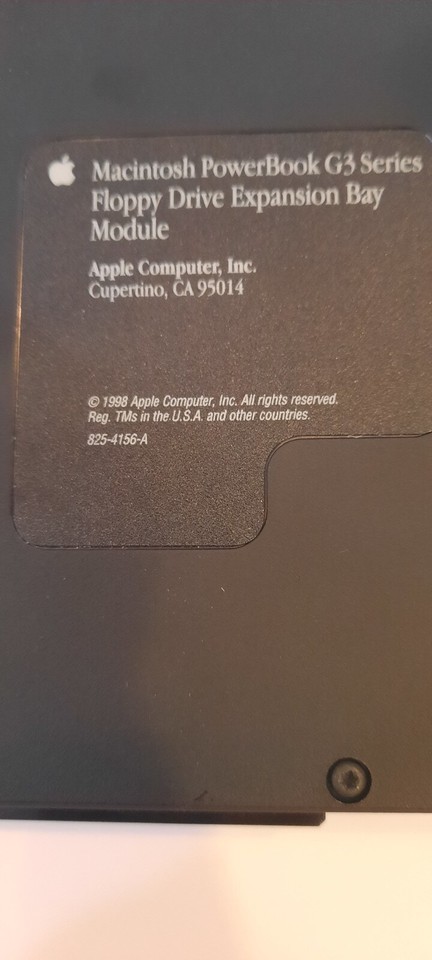 Macintosh PowerBook G3 Series
Floppy Drive Expansion Bay
Module
Apple Computer, Inc.
Cupertino, CA 95014
© 1998 Apple Computer, Inc. All rights reserved.
Reg. TMs in the U.S.A. and other countries.
825-4156-A